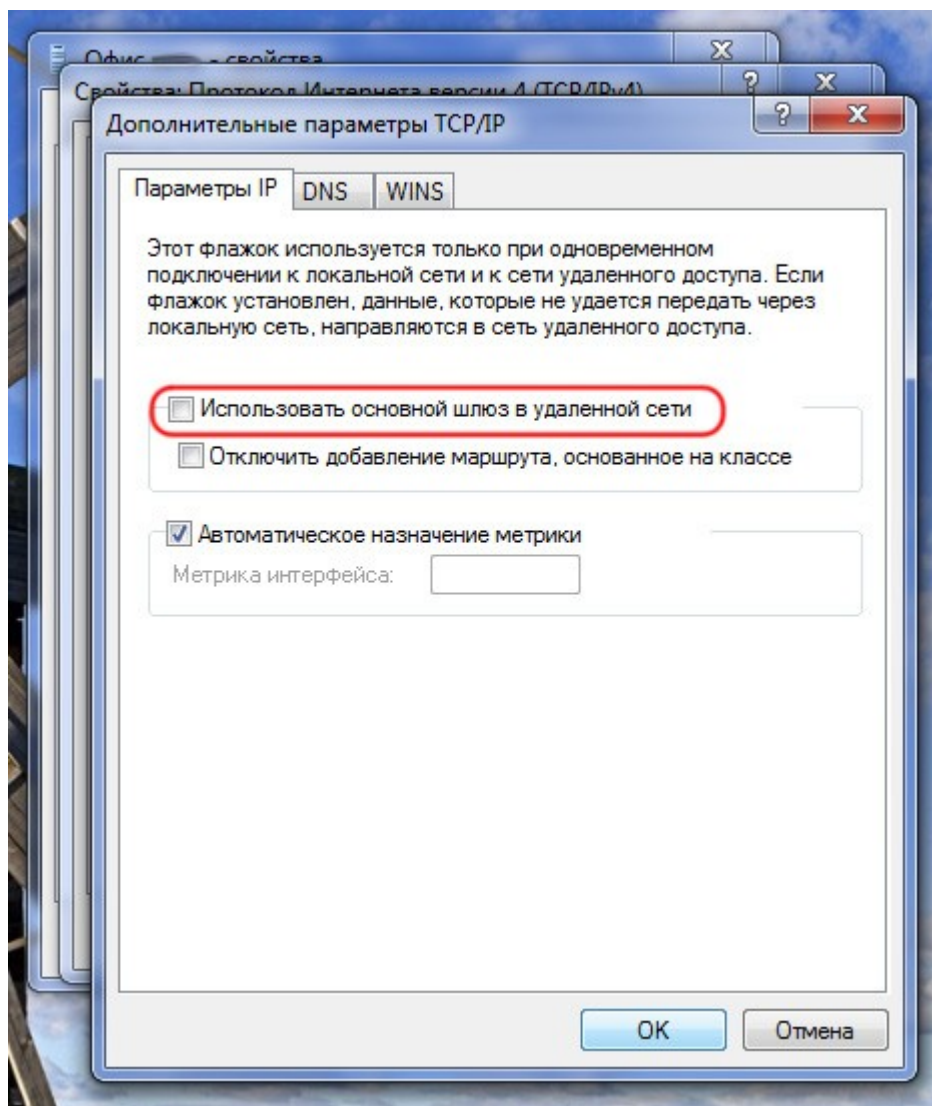 Офис - свойства
Свойства: Протокол Интернета версии 4 (TCP/IPv4)
Дополнительные параметры TCP/IP
Параметры IP DNS WINS
Этот флажок используется только при одновременном
подключении к локальной сети и к сети удаленного доступа. Если
флажок установлен, данные, которые не удается передать через
локальную сеть, направляются в сеть удаленного доступа.
Использовать основной шлюз в удаленной сети
Отключить добавление маршрута, основанное на классе
Автоматическое назначение метрики
Метрика интерфейса:
OK Отмена